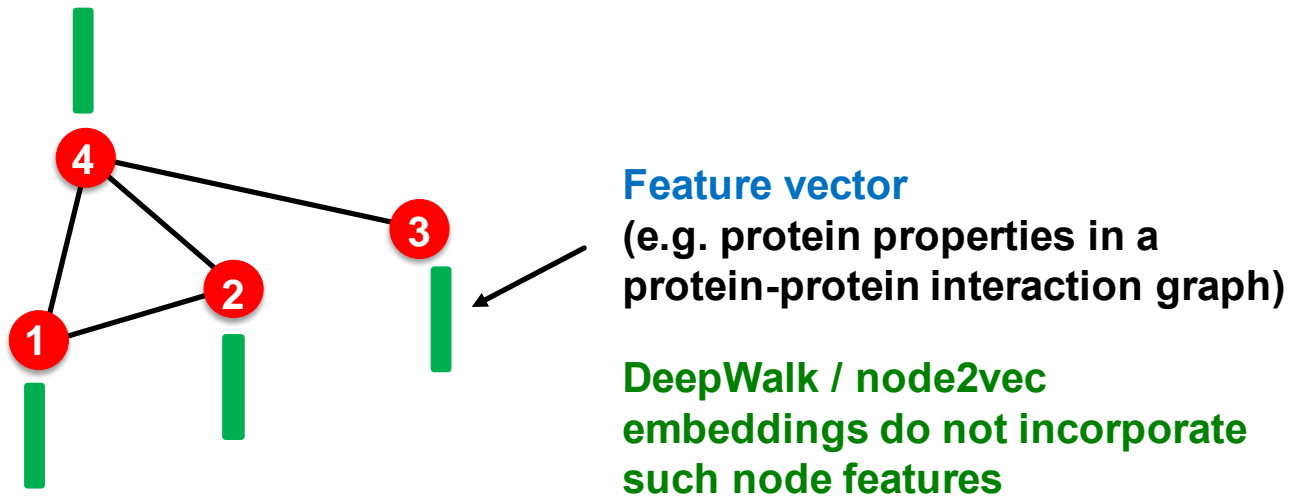 4
3
2
1
Feature vector
(e.g. protein properties in a
protein-protein interaction graph)
DeepWalk / node2vec
embeddings do not incorporate
such node features